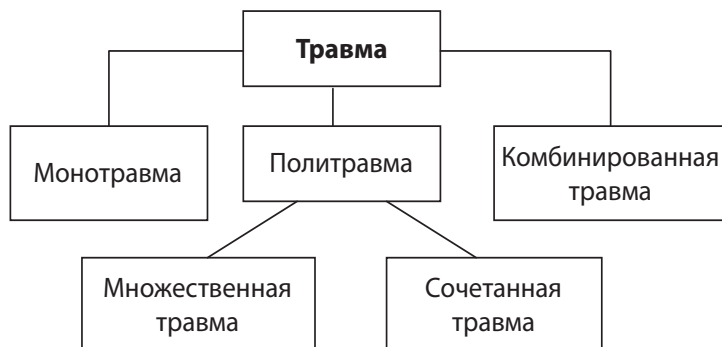 Травма
Монотравма
Политравма
Комбинированная
травма
Множественная
травма
Сочетанная
травма